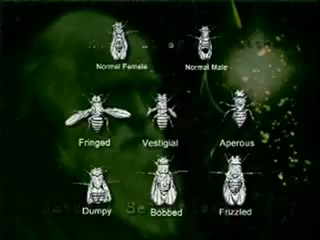 Normal Female Normal Male
Fringed Vestigial Aperous
Dumpy Bobbed Frizzled